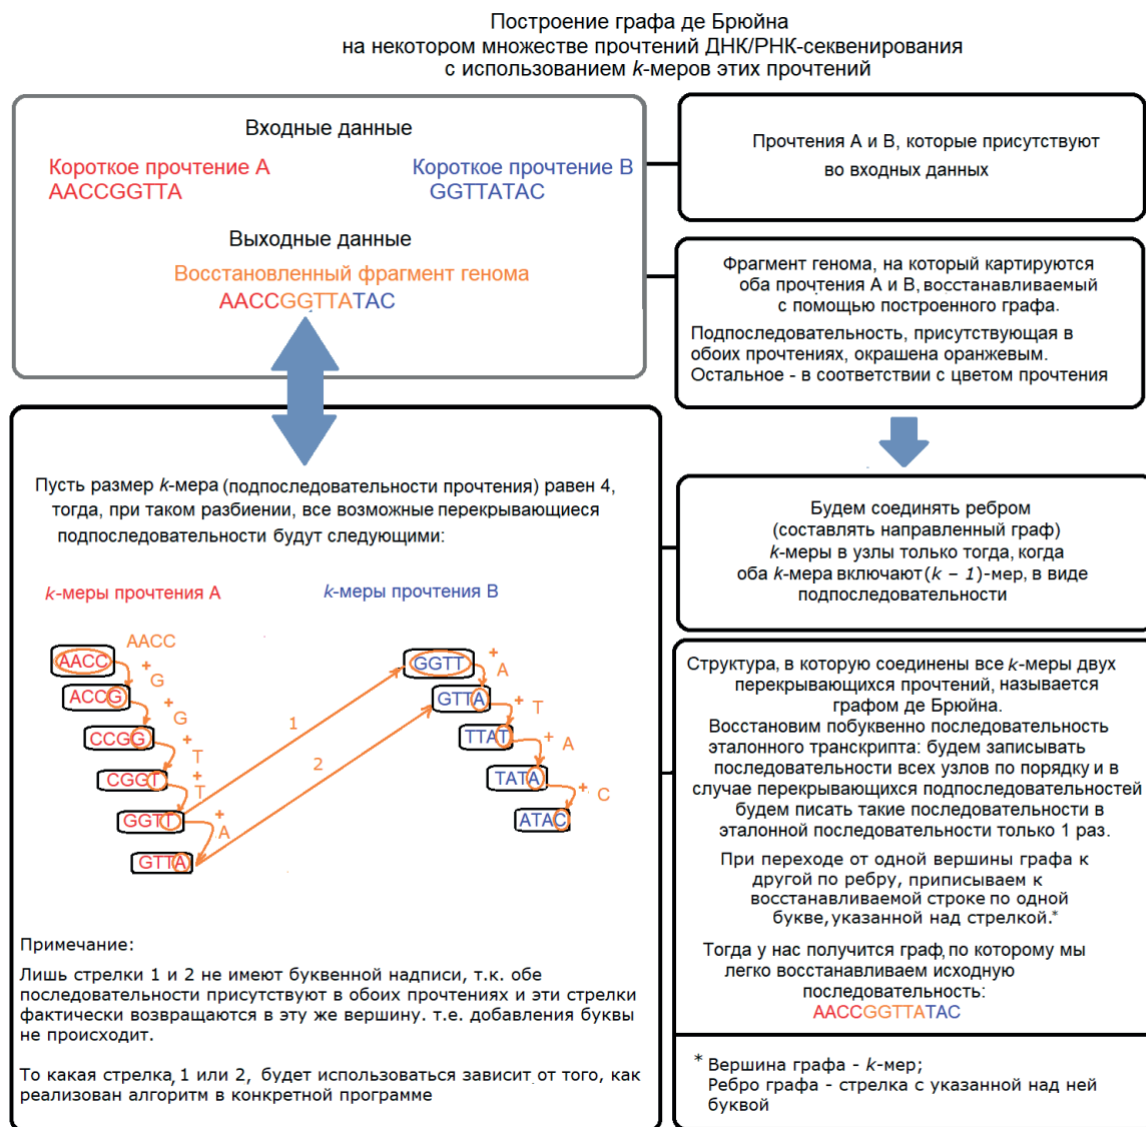 Построение графа де Брюйна
на некотором множестве прочтений ДНК/РНК-секвенирования
с использованием k-меров этих прочтений
Входные данные
Короткое прочтение A
AACCGGTTA
Короткое прочтение B
GGTTATAC
Выходные данные
Восстановленный фрагмент генома
AACCGGTTATAC
Прочтения А и В, которые присутствуют
во входных данных
Фрагмент генома, на который картируются
оба прочтения А и В, восстанавливаемый
с помощью построенного графа.
Подпоследовательность, присутствующая в
обоих прочтениях, окрашена оранжевым.
Остальное - в соответствии с цветом прочтения
Пусть размер k-мера (подпоследовательности прочтения) равен 4,
тогда, при таком разбиении, все возможные перекрывающиеся
подпоследовательности будут следующими:
k-меры прочтения A
k-меры прочтения B
AACC
AACC
+
G
ACCG
+
G
CCGG
+
T
CGGT
+
T
GGTT
+
A
GTTA
1
2
GGTT
+
A
GTTA
+
T
TTAT
+
A
TATA
+
C
ATAC
Примечание:
Лишь стрелки 1 и 2 не имеют буквенной надписи, т.к. обе
последовательности присутствуют в обоих прочтениях и эти стрелки
фактически возвращаются в эту же вершину. т.е. добавления буквы
не происходит.
То какая стрелка, 1 или 2, будет использоваться зависит от того, как
реализован алгоритм в конкретной программе
Будем соединять ребром
(составлять направленный граф)
k-меры в узлы только тогда, когда
оба k-мера включают (k – 1)-мер, в виде
подпоследовательности
Структура, в которую соединены все k-меры двух
перекрывающихся прочтений, называется
графом де Брюйна.
Восстановим побуквенно последовательность
эталонного транскрипта: будем записывать
последовательности всех узлов по порядку и в
случае перекрывающихся подпоследовательностей
будем писать такие последовательности в
эталонной последовательности только 1 раз.
При переходе от одной вершины графа к
другой по ребру, приписываем к
восстанавливаемой строке по одной
букве, указанной над стрелкой.*
Тогда у нас получится граф, по которому мы
легко восстанавливаем исходную
последовательность:
AACCGGTTATAC
* Вершина графа - k-мер;
Ребро графа - стрелка с указанной над ней
буквой